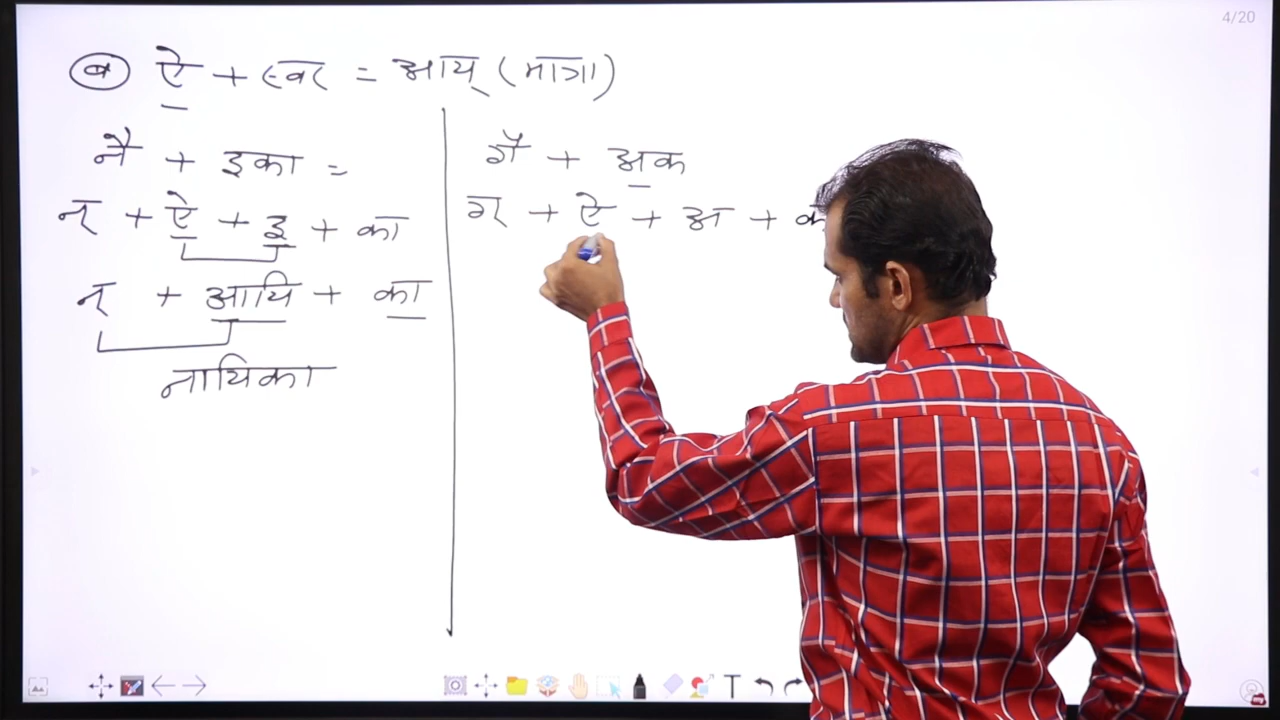 4/20
(ब) ऐ + स्वर = आय् (मात्रा)
नै + इका =
न् + ऐ + इ + का
न् + आयि + का
नायिका
गै + अक
ग् + ऐ + अ + क
T